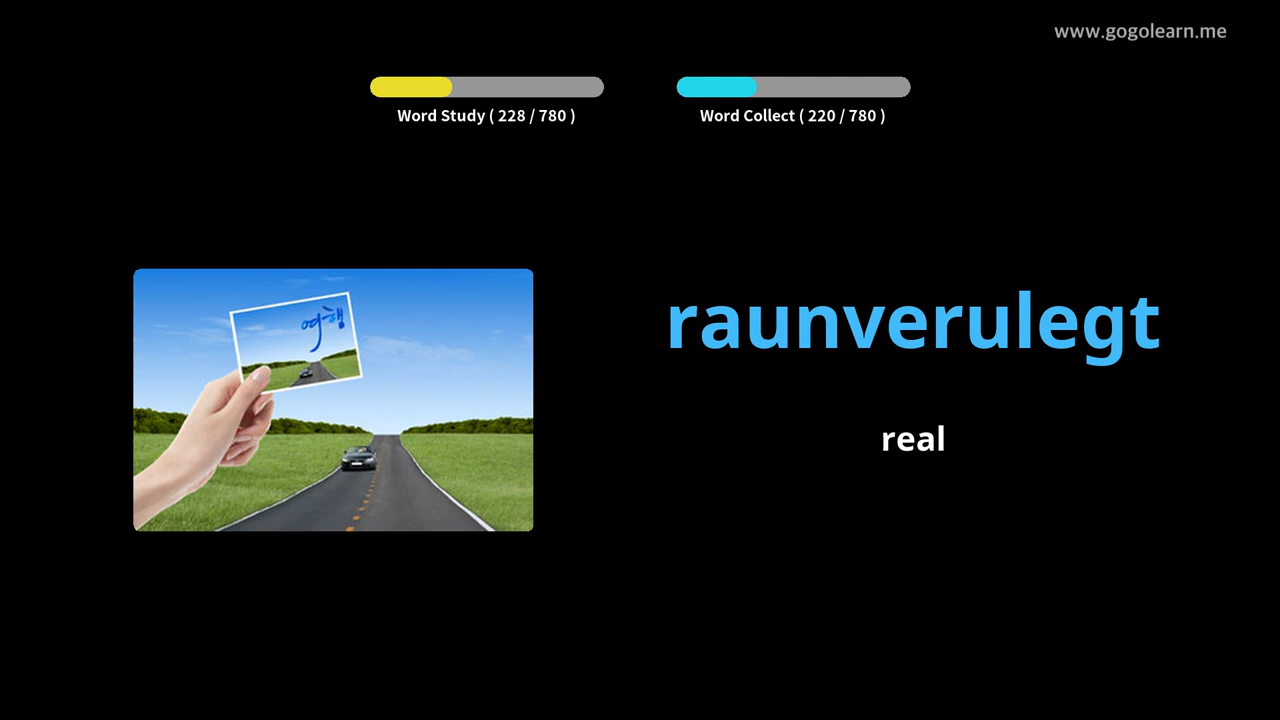 www.gogolearn.me
Word Study ( 228 / 780 )
Word Collect ( 220 / 780 )
여행
raunverulegt
real